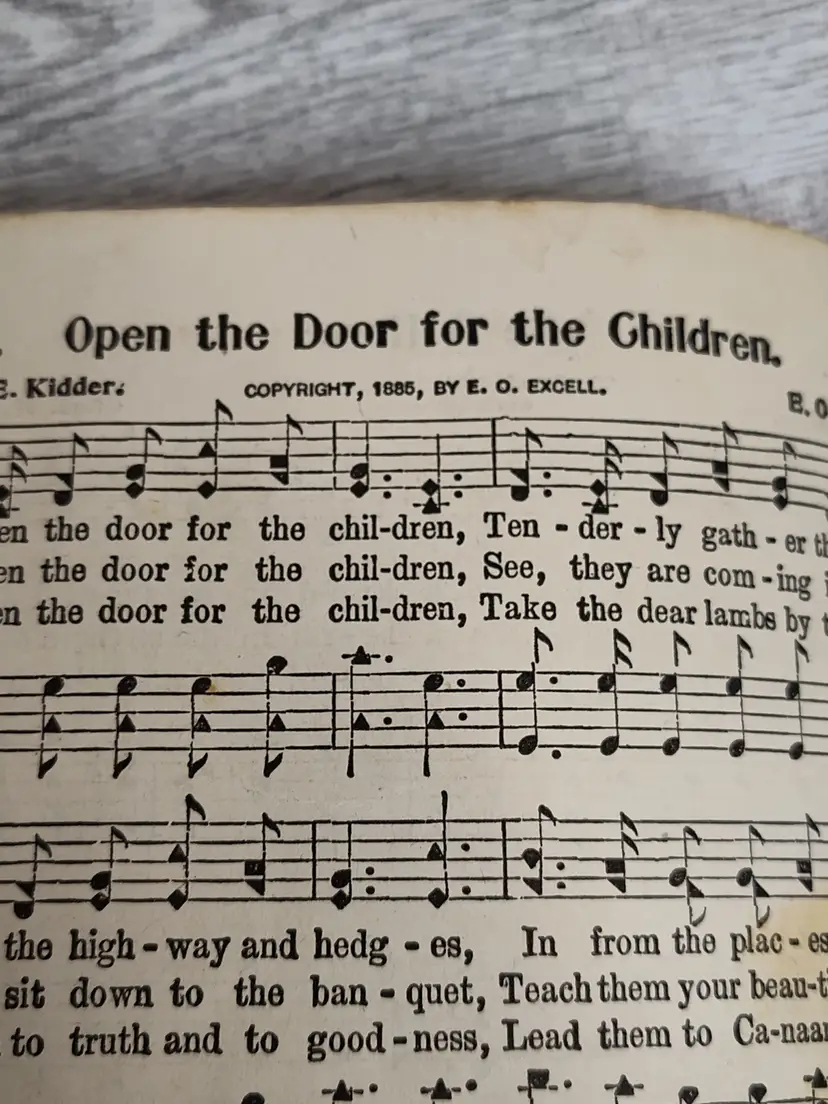 Open the Door for the Children.
E. Kidder.
COPYRIGHT, 1885, BY E. O. EXCELL.
E. O
en the door for the chil-dren, Ten - der - ly gath - er th
en the door for the chil-dren, See, they are com - ing i
en the door for the chil-dren, Take the dear lambs by t
the high - way and hedg - es, In from the plac - es
sit down to the ban - quet, Teach them your beau-t
to truth and to good - ness, Lead them to Ca-naan